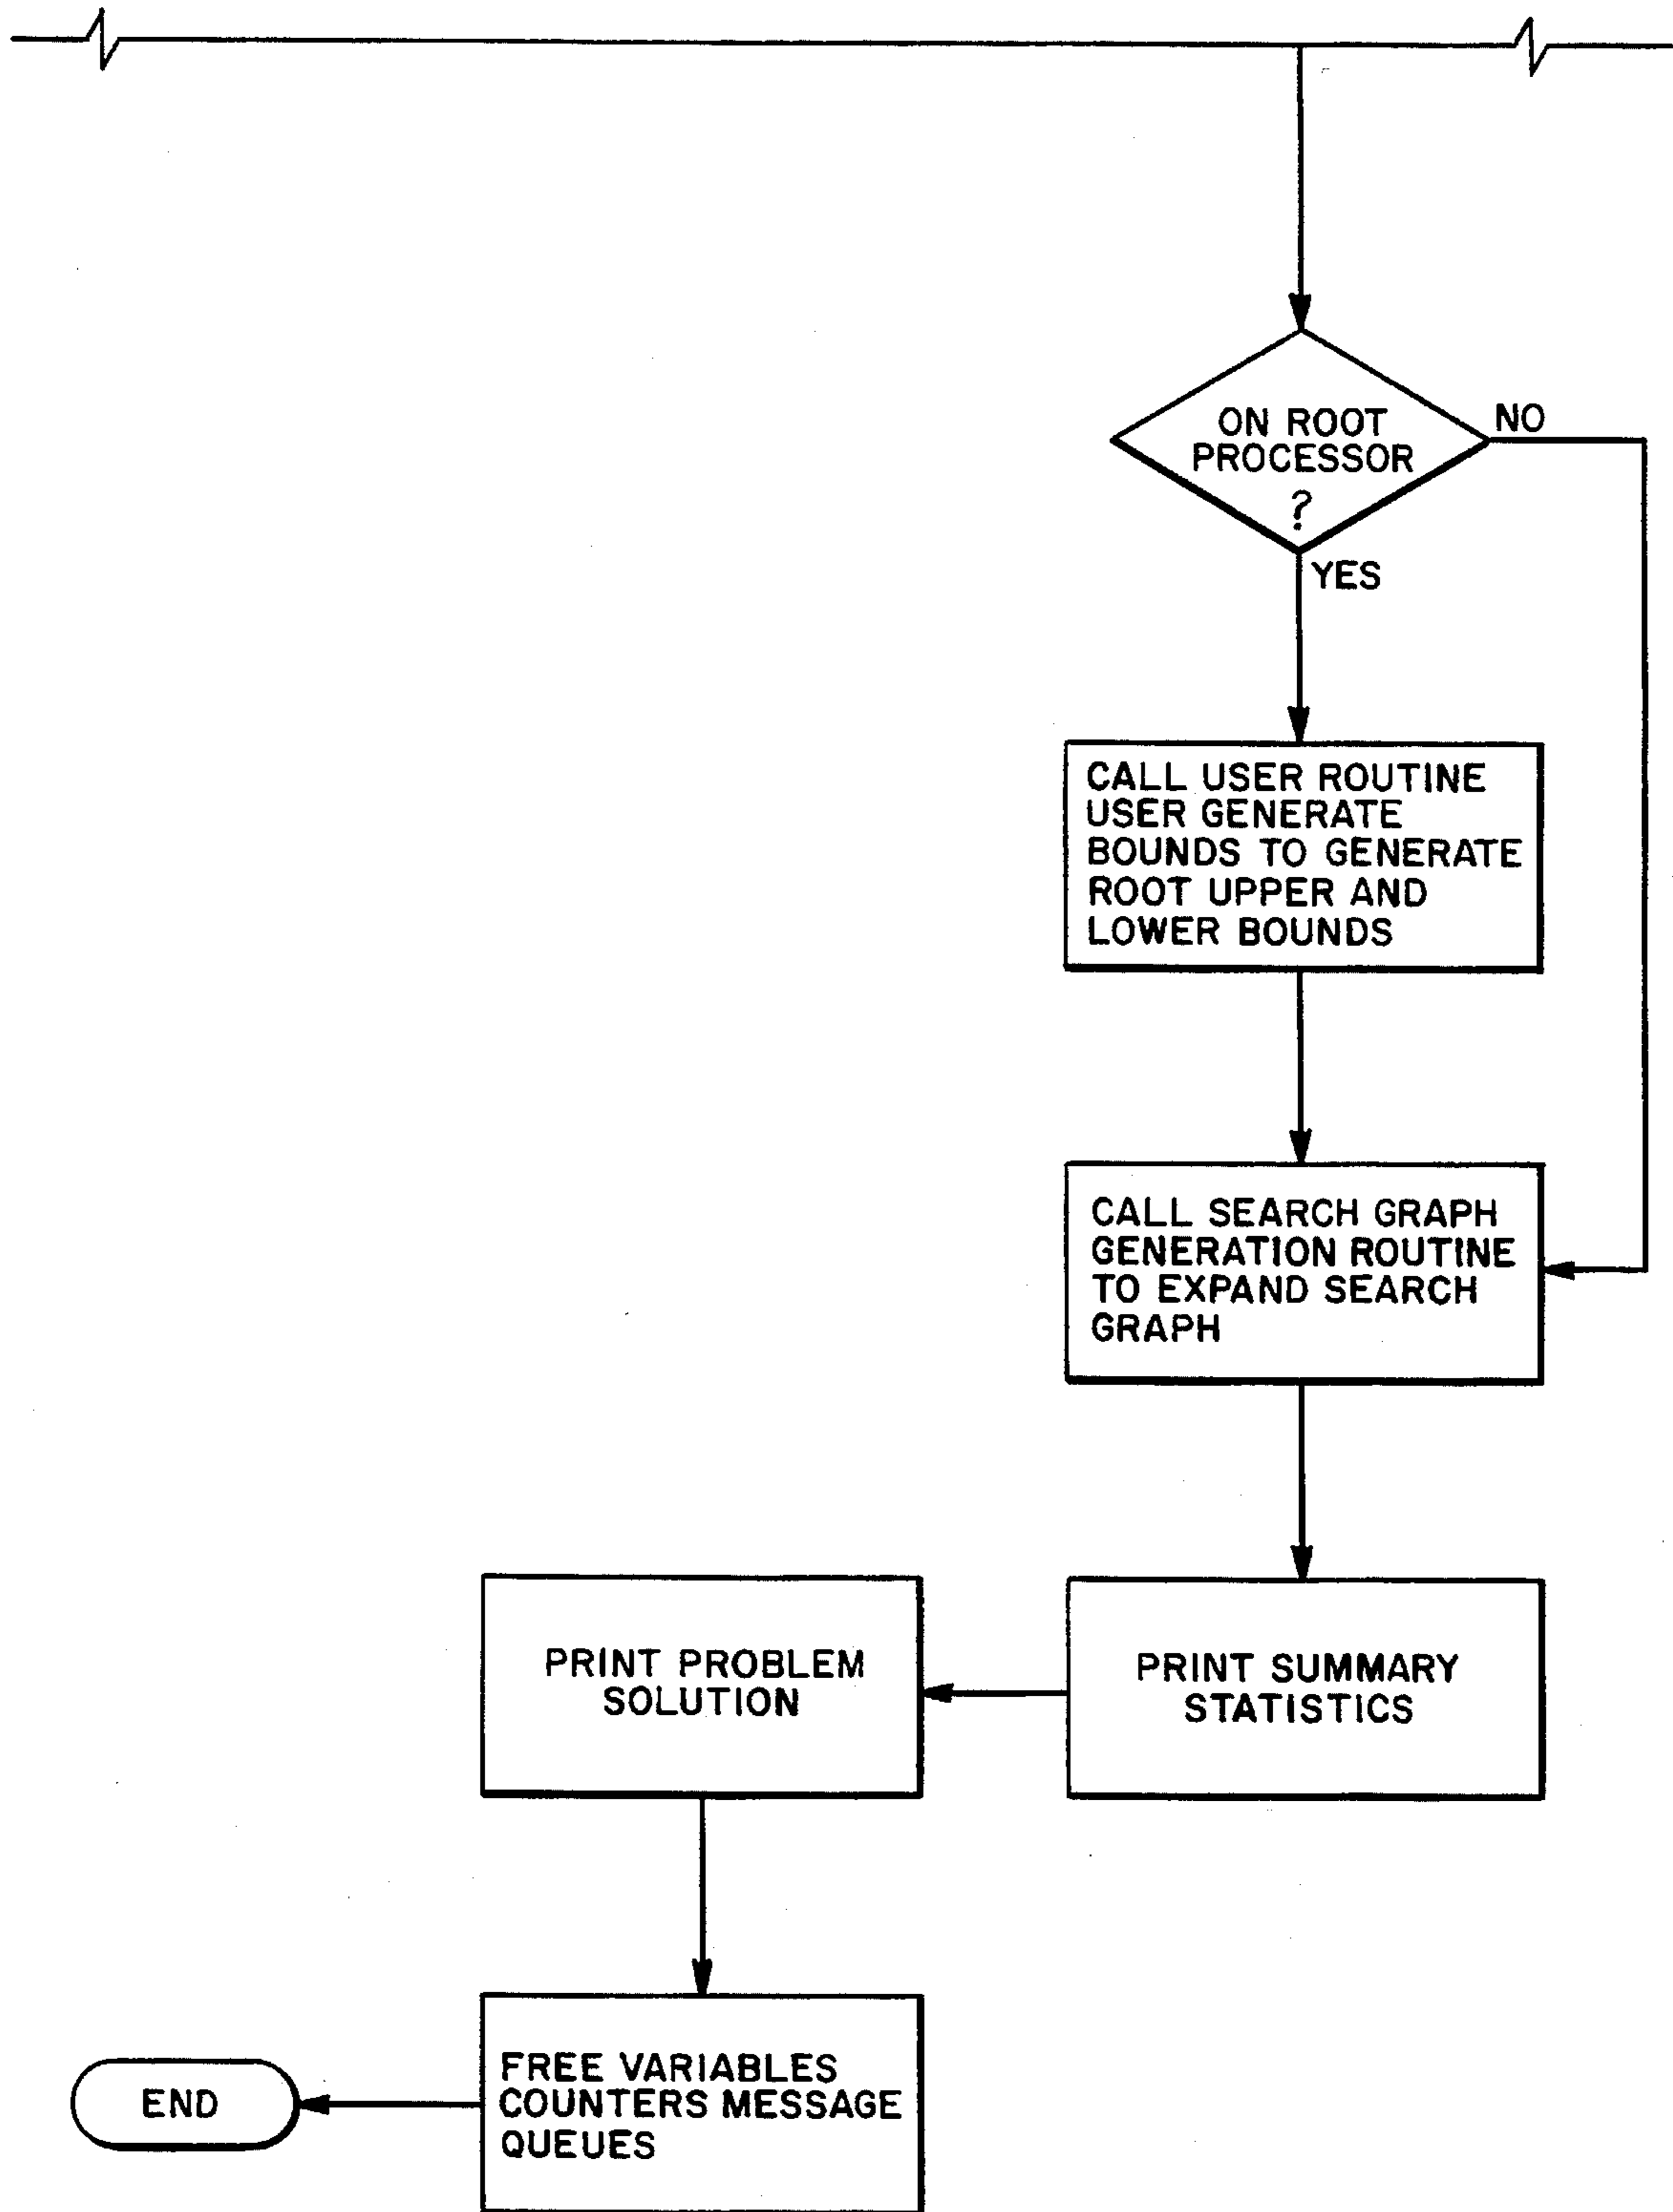 ON ROOT
PROCESSOR
?
NO
YES
CALL USER ROUTINE
USER GENERATE
BOUNDS TO GENERATE
ROOT UPPER AND
LOWER BOUNDS
CALL SEARCH GRAPH
GENERATION ROUTINE
TO EXPAND SEARCH
GRAPH
PRINT SUMMARY
STATISTICS
PRINT PROBLEM
SOLUTION
FREE VARIABLES
COUNTERS MESSAGE
QUEUES
END